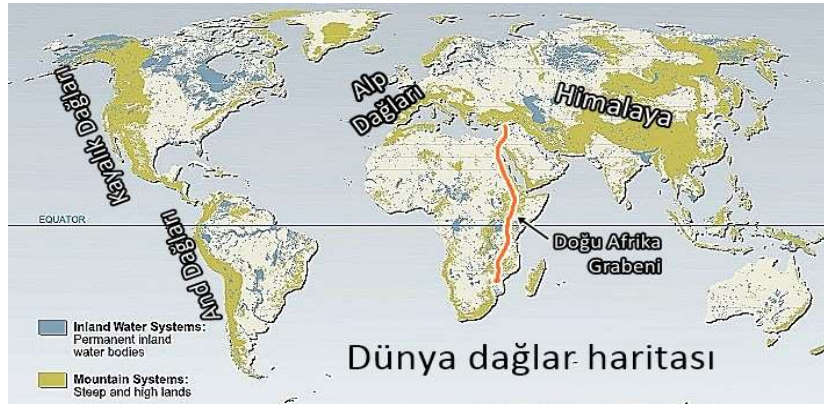 Kayalık Dağları
Alp
Dağları
Himalaya
EQUATOR
And Dağları
Doğu Afrika
Grabeni
Inland Water Systems:
Permanent inland
water bodies
Mountain Systems:
Steep and high lands
Dünya dağlar haritası